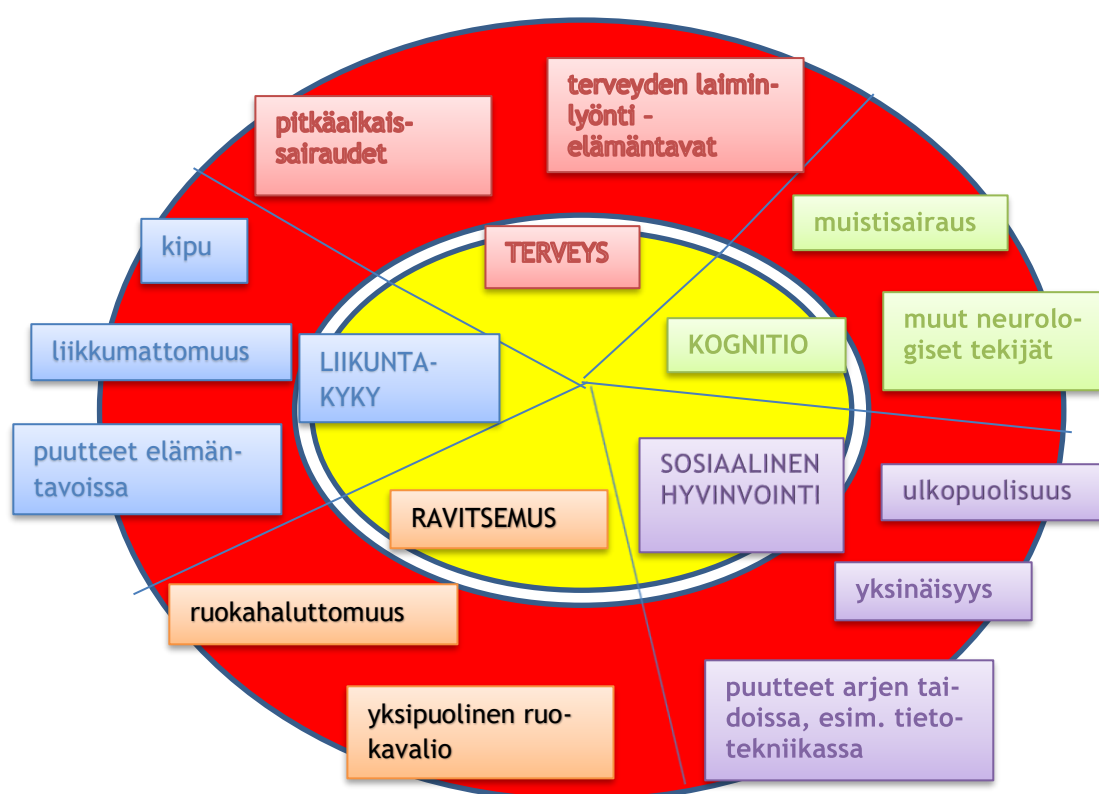 terveyden laimin-
lyönti –
elämäntavat
pitkäaikais-
sairaudet
muistisairaus
kipu
TERVEYS
muut neurolo-
giset tekijät
liikkumattomuus
LIIKUNTA-
KYKY
KOGNITIO
puutteet elämän-
tavoissa
SOSIAALINEN
HYVINVOINTI
ulkopuolisuus
RAVITSEMUS
yksinäisyys
ruokahaluttomuus
puutteet arjen tai-
doissa, esim. tieto-
tekniikassa
yksipuolinen ruo-
kavalio